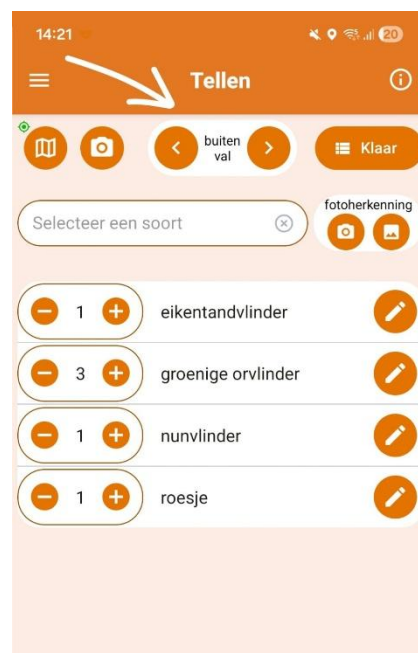 14:21
20
Tellen
buiten
val
Klaar
Selecteer een soort
fotoherkenning
1 eikentandvlinder
3 groenige orvlinder
1 nunvlinder
1 roesje